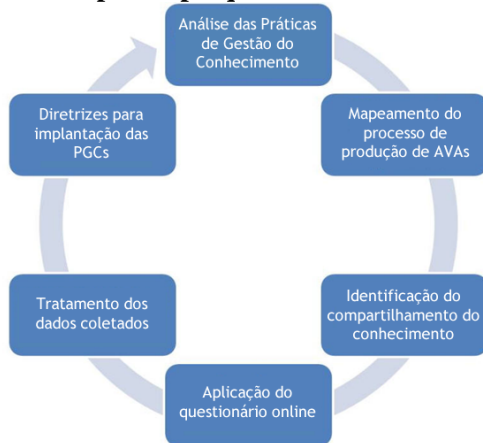 Análise das Práticas
de Gestão do
Conhecimento
Mapeamento do
processo de
produção de AVAs
Identificação do
compartilhamento do
conhecimento
Aplicação do
questionário online
Tratamento dos
dados coletados
Diretrizes para
implantação das
PGCs